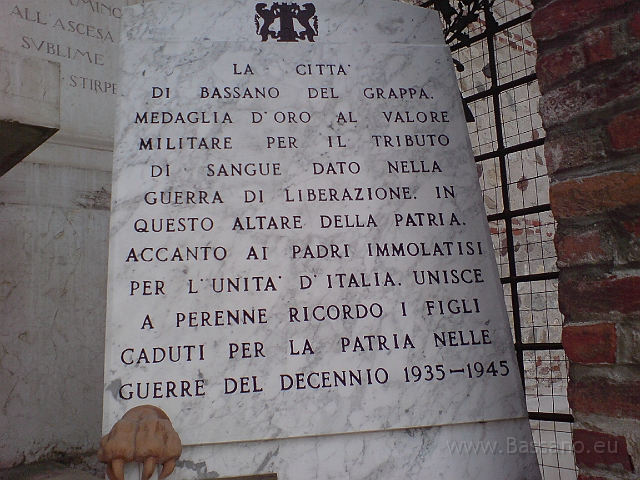 ALL'ASCESA
SVBLIME
STIRPE
LA CITTA'
DI BASSANO DEL GRAPPA.
MEDAGLIA D'ORO AL VALORE
MILITARE PER IL TRIBUTO
DI SANGUE DATO NELLA
GUERRA DI LIBERAZIONE. IN
QUESTO ALTARE DELLA PATRIA.
ACCANTO AI PADRI IMMOLATISI
PER L'UNITA' D'ITALIA. UNISCE
A PERENNE RICORDO I FIGLI
CADUTI PER LA PATRIA NELLE
GUERRE DEL DECENNIO 1935-1945
www.Bassano.eu